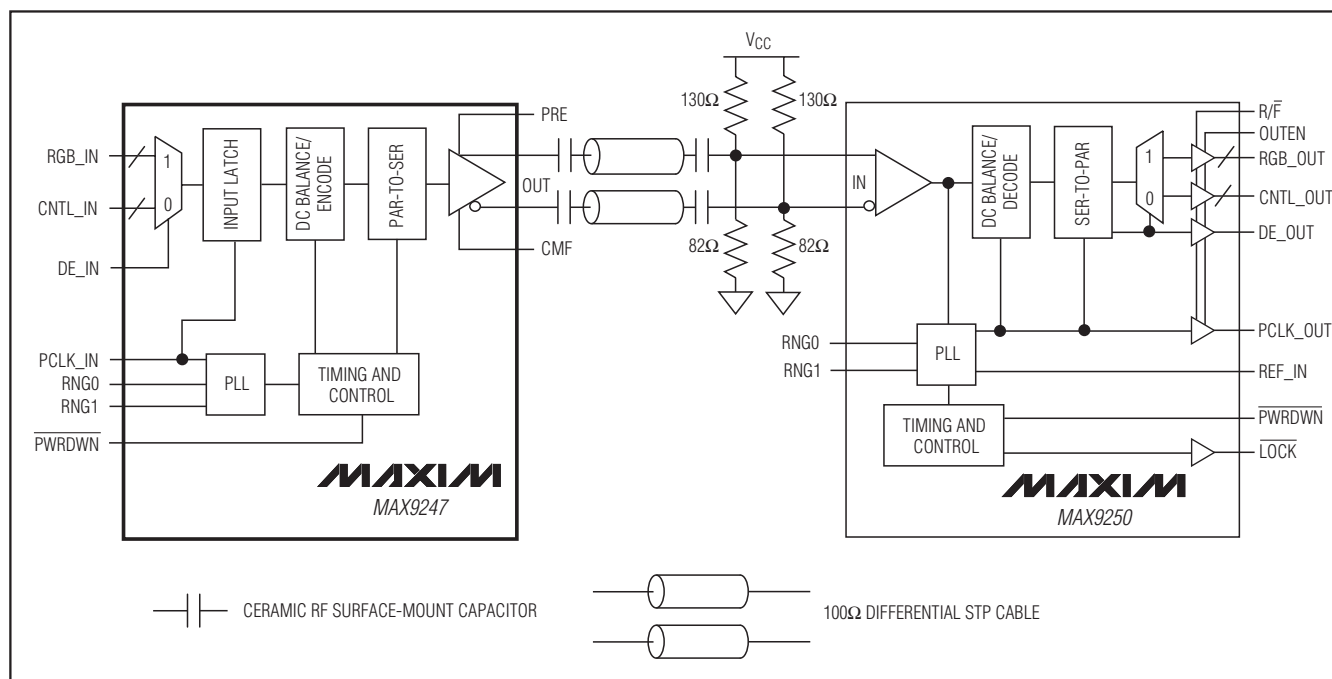 V<sub>CC</sub>
130Ω
130Ω
PRE
RGB_IN
CNTL_IN
DE_IN
1
0
INPUT LATCH
DC BALANCE/
ENCODE
PAR-TO-SER
OUT
CMF
PCLK_IN
RNG0
RNG1
PWRDWN
PLL
TIMING AND
CONTROL
MAXIM
MAX9247
82Ω
82Ω
IN
DC BALANCE/
DECODE
SER-TO-PAR
1
0
R/F
OUTEN
RGB_OUT
CNTL_OUT
DE_OUT
PCLK_OUT
RNG0
RNG1
PLL
REF_IN
TIMING AND
CONTROL
PWRDWN
LOCK
MAXIM
MAX9250
CERAMIC RF SURFACE-MOUNT CAPACITOR
100Ω DIFFERENTIAL STP CABLE